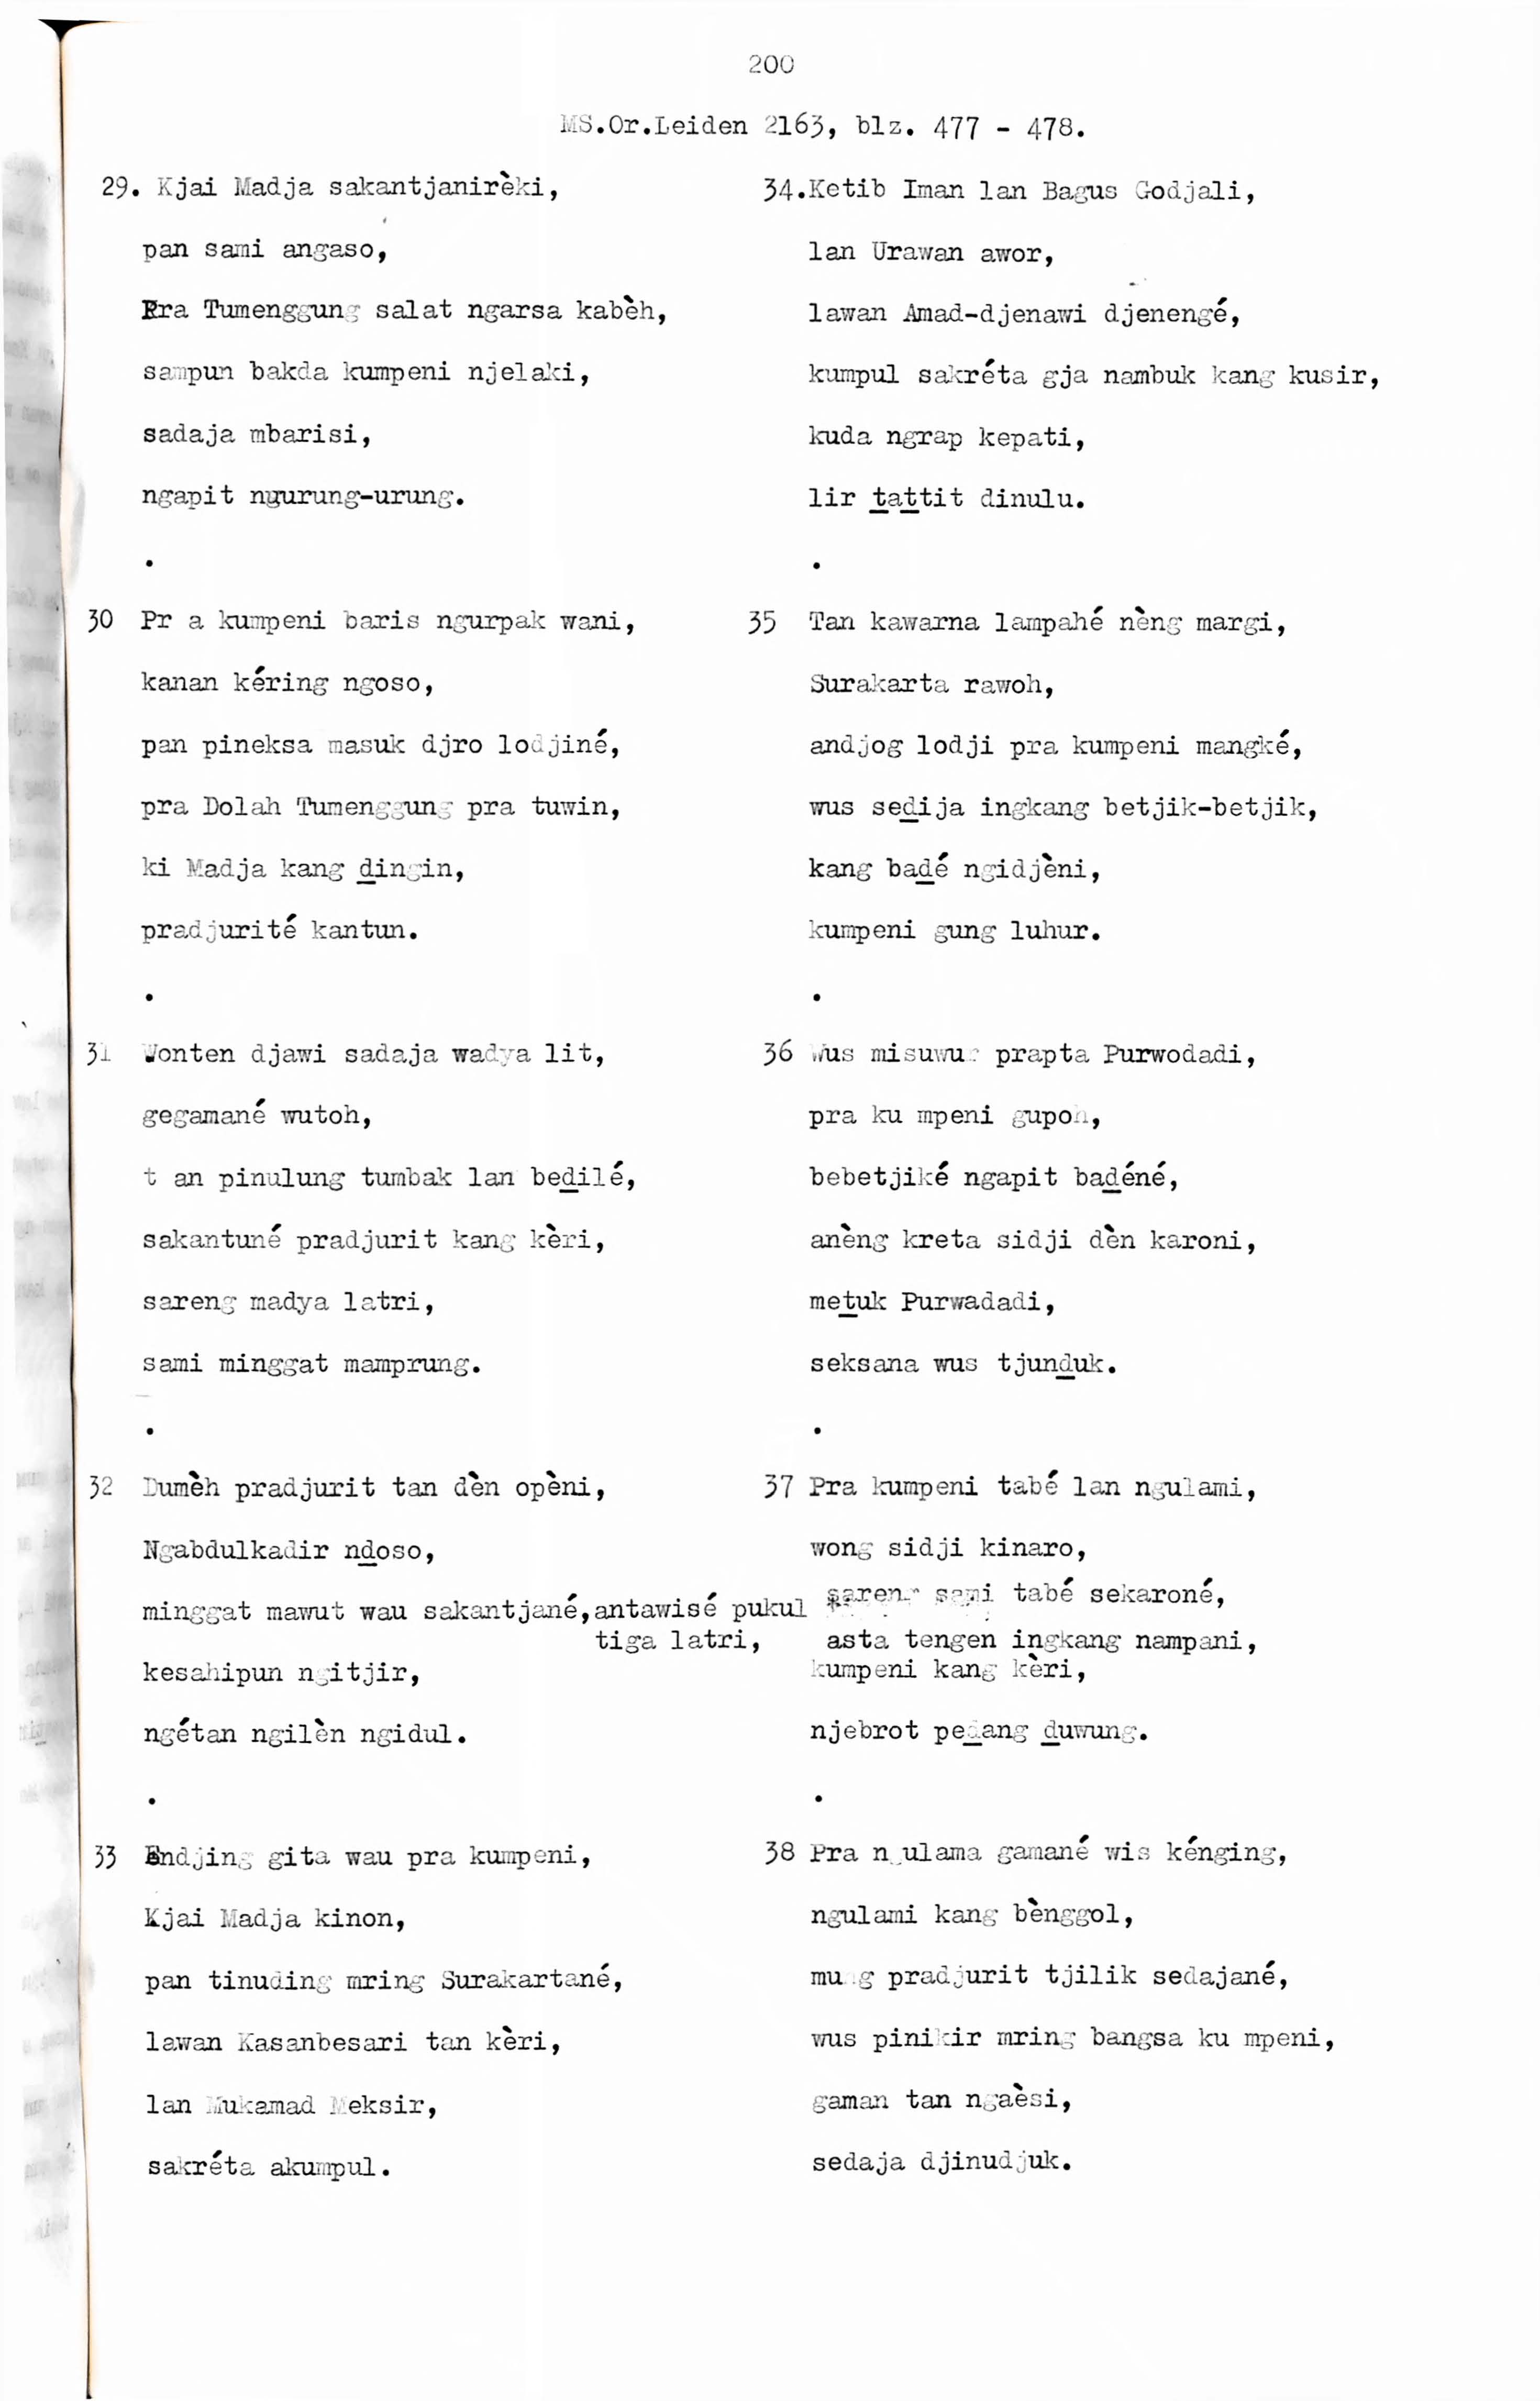 200
MS.Or.Leiden 2163, blz. 477 - 478.
29. Kjai Madja sakantjanirèki,
pan sami angaso,
Pra Tumenggung salat ngarsa kabèh,
sampun bakda kumpeni njelaki,
sadaja mbarisi,
ngapit ngurung-urung.
.
30 Pr a kumpeni baris ngurpak wani,
kanan kéring ngoso,
pan pineksa masuk djro lodjiné,
pra Dolah Tumenggung pra tuwin,
ki Madja kang ḏingin,
pradjurité kantun.
.
31 Wonten djawi sadaja wadya lit,
gegamané wutoh,
t an pinulung tumbak lan beḏilé,
sakantuné pradjurit kang kèri,
sareng madya latri,
sami minggat mamprung.
.
32 Dumèh pradjurit tan dèn opèni,
Ngabdulkadir nḏoso,
minggat mawut wau sakantjané,antawisé pukul
tiga latri,
kesahipun ngitjir,
ngétan ngilèn ngidul.
.
33 Endjing gita wau pra kumpeni,
Kjai Madja kinon,
pan tinuding mring Surakartané,
lawan Kasanbesari tan kèri,
lan Mukamad Meksir,
sakréta akumpul.
34.Ketib Iman lan Bagus Godjali,
lan Urawan awor,
lawan Amad-djenawi djenengé,
kumpul sakréta gja nambuk kang kusir,
kuda ngrap kepati,
lir ṯaṯtit dinulu.
.
35 Tan kawarna lampahé nèng margi,
Surakarta rawoh,
andjog lodji pra kumpeni mangké,
wus seḏija ingkang betjik-betjik,
kang baḏé ngidjèni,
kumpeni gung luhur.
.
36 Wus misuwur prapta Purwodadi,
pra ku mpeni gupoh,
bebetjiké ngapit baḏéné,
anèng kreta sidji dèn karoni,
meṯuk Purwadadi,
seksana wus tjunḏuk.
.
37 Pra kumpeni tabé lan ngulami,
wong sidji kinaro,
sareng sami tabé sekaroné,
asta tengen ingkang nampani,
kumpeni kang kèri,
njebrot peḏang ḏuwung.
.
38 Pra ngulama gamané wis kénging,
ngulami kang bènggol,
mung pradjurit tjilik sedajané,
wus pinikir mring bangsa ku mpeni,
gaman tan ngaèsi,
sedaja djinudjuk.